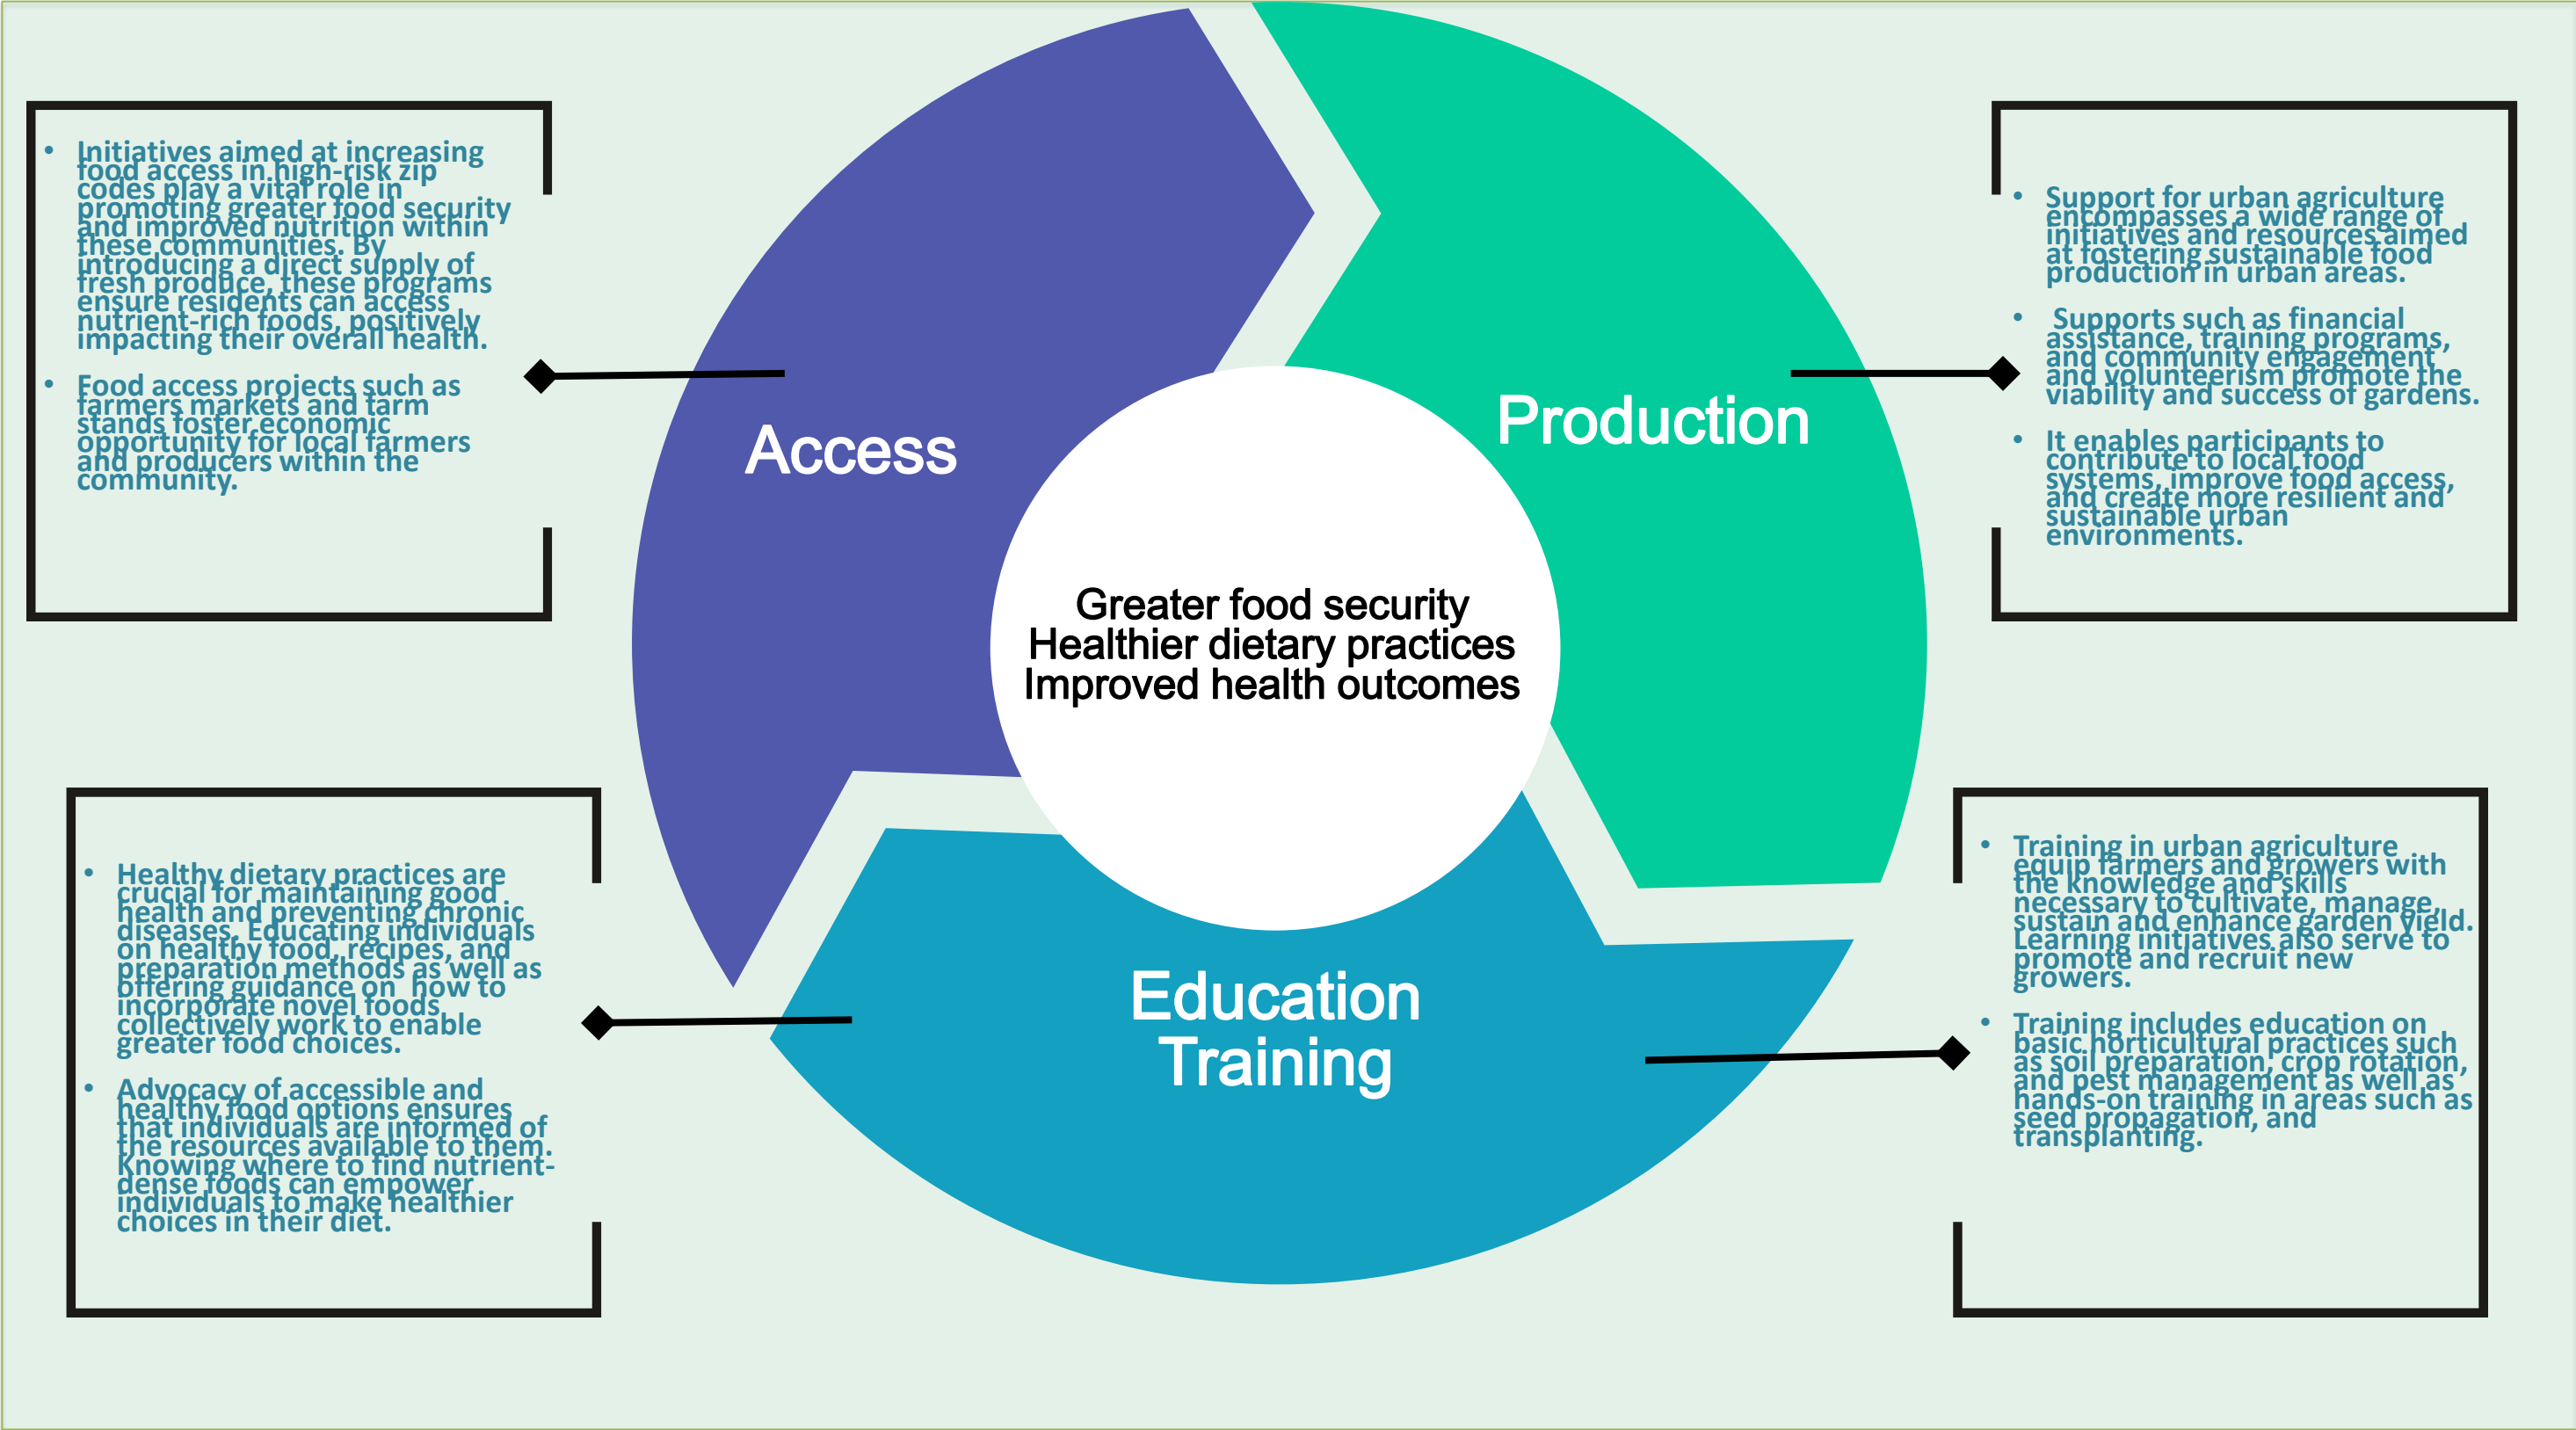 • Initiatives aimed at increasing
food access in high-risk zip
codes play a vital role in
promoting greater food security
and improved nutrition within
these communities. By
introducing a direct supply of
fresh produce, these programs
ensure residents can access
nutrient-rich foods, positively
impacting their overall health.
• Food access projects such as
farmers markets and farm
stands foster economic
opportunity for local farmers
and producers within the
community.
Access
Production
• Support for urban agriculture
encompasses a wide range of
initiatives and resources aimed
at fostering sustainable food
production in urban areas.
• Supports such as financial
assistance, training programs,
and community engagement
and volunteerism promote the
viability and success of gardens.
• It enables participants to
contribute to local food
systems, improve food access,
and create more resilient and
sustainable urban
environments.
Greater food security
Healthier dietary practices
Improved health outcomes
• Healthy dietary practices are
crucial for maintaining good
health and preventing chronic
diseases. Educating individuals
on healthy food, recipes, and
preparation methods as well as
offering guidance on  how to
incorporate novel foods
collectively work to enable
greater food choices.
• Advocacy of accessible and
healthy food options ensures
that individuals are informed of
the resources available to them.
Knowing where to find nutrient-
dense foods can empower
individuals to make healthier
choices in their diet.
Education
Training
• Training in urban agriculture
equip farmers and growers with
the knowledge and skills
necessary to cultivate, manage,
sustain and enhance garden yield.
Learning initiatives also serve to
promote and recruit new
growers.
• Training includes education on
basic horticultural practices such
as soil preparation, crop rotation,
and pest management as well as
hands-on training in areas such as
seed propagation, and
transplanting.